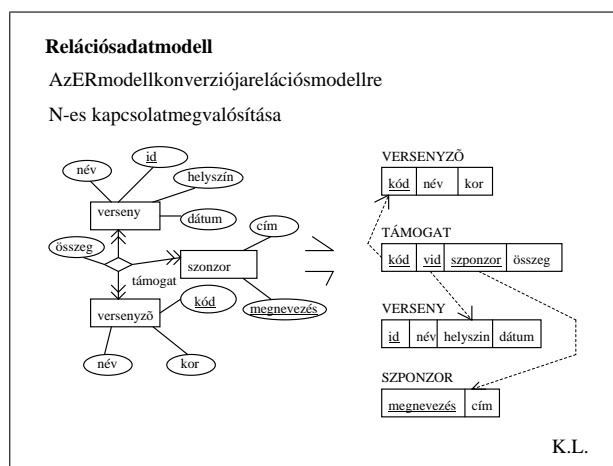 Relációsadatmodell
AzERmodellkonverziójarelációsmodellre
N-es kapcsolatmegvalósítása
id
név
helyszín
verseny
dátum
összeg
cím
szonzor
támogat
kód
megnevezés
versenyzõ
név
kor
VERSENYZÕ
kód név kor
TÁMOGAT
kód vid szponzor összeg
VERSENY
id név helyszin dátum
SZPONZOR
megnevezés cím
K.L.